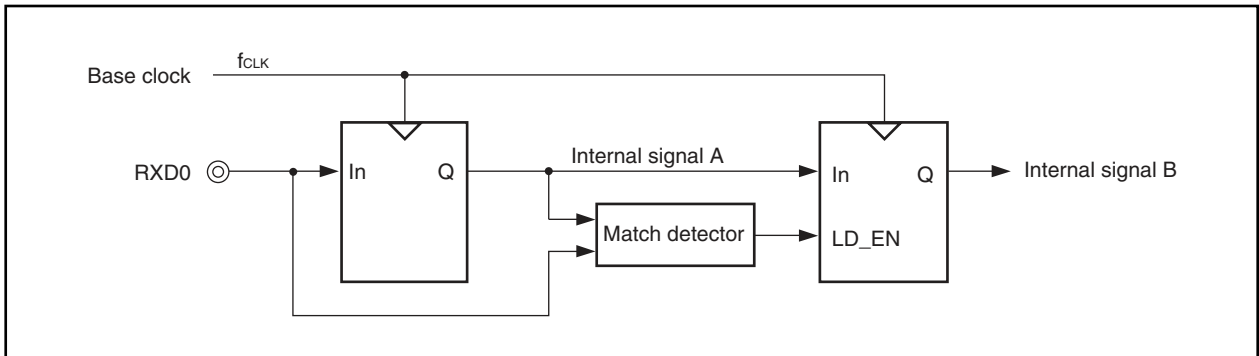 fCLK
Base clock
Internal signal A
RXD0
In
Q
In
Q
Internal signal B
Match detector
LD_EN